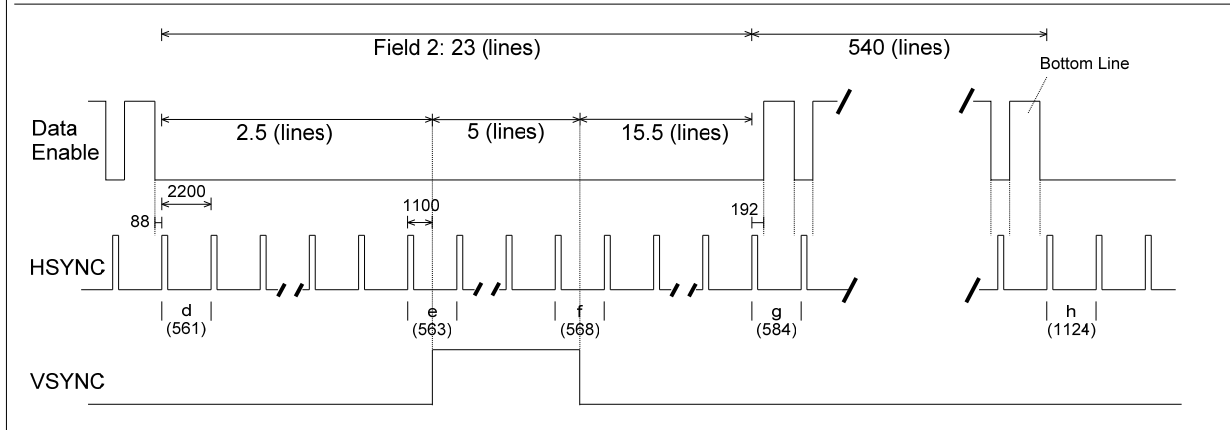 Field 2: 23 (lines)
540 (lines)
Bottom Line
Data
Enable
2.5 (lines)
5 (lines)
15.5 (lines)
2200
88
1100
192
HSYNC
d
(561)
e
(563)
f
(568)
g
(584)
h
(1124)
VSYNC